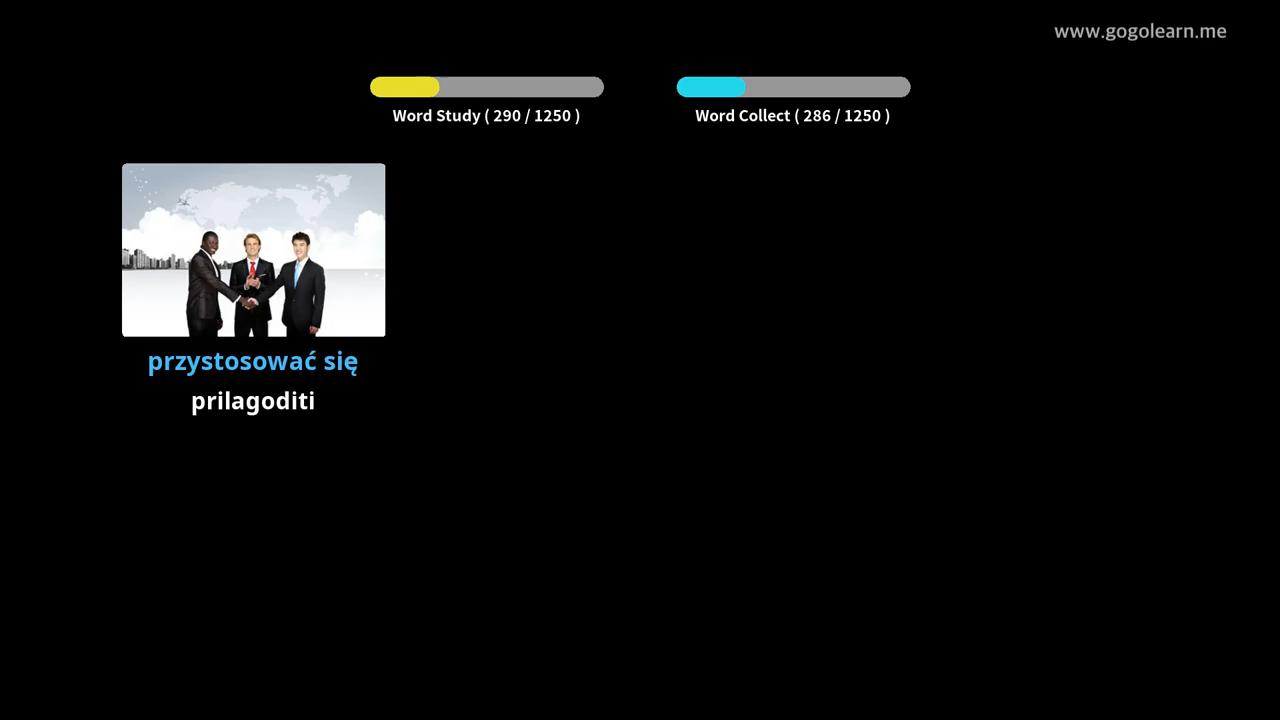 www.gogolearn.me
Word Study ( 290 / 1250 )
Word Collect ( 286 / 1250 )
przystosować się
prilagoditi